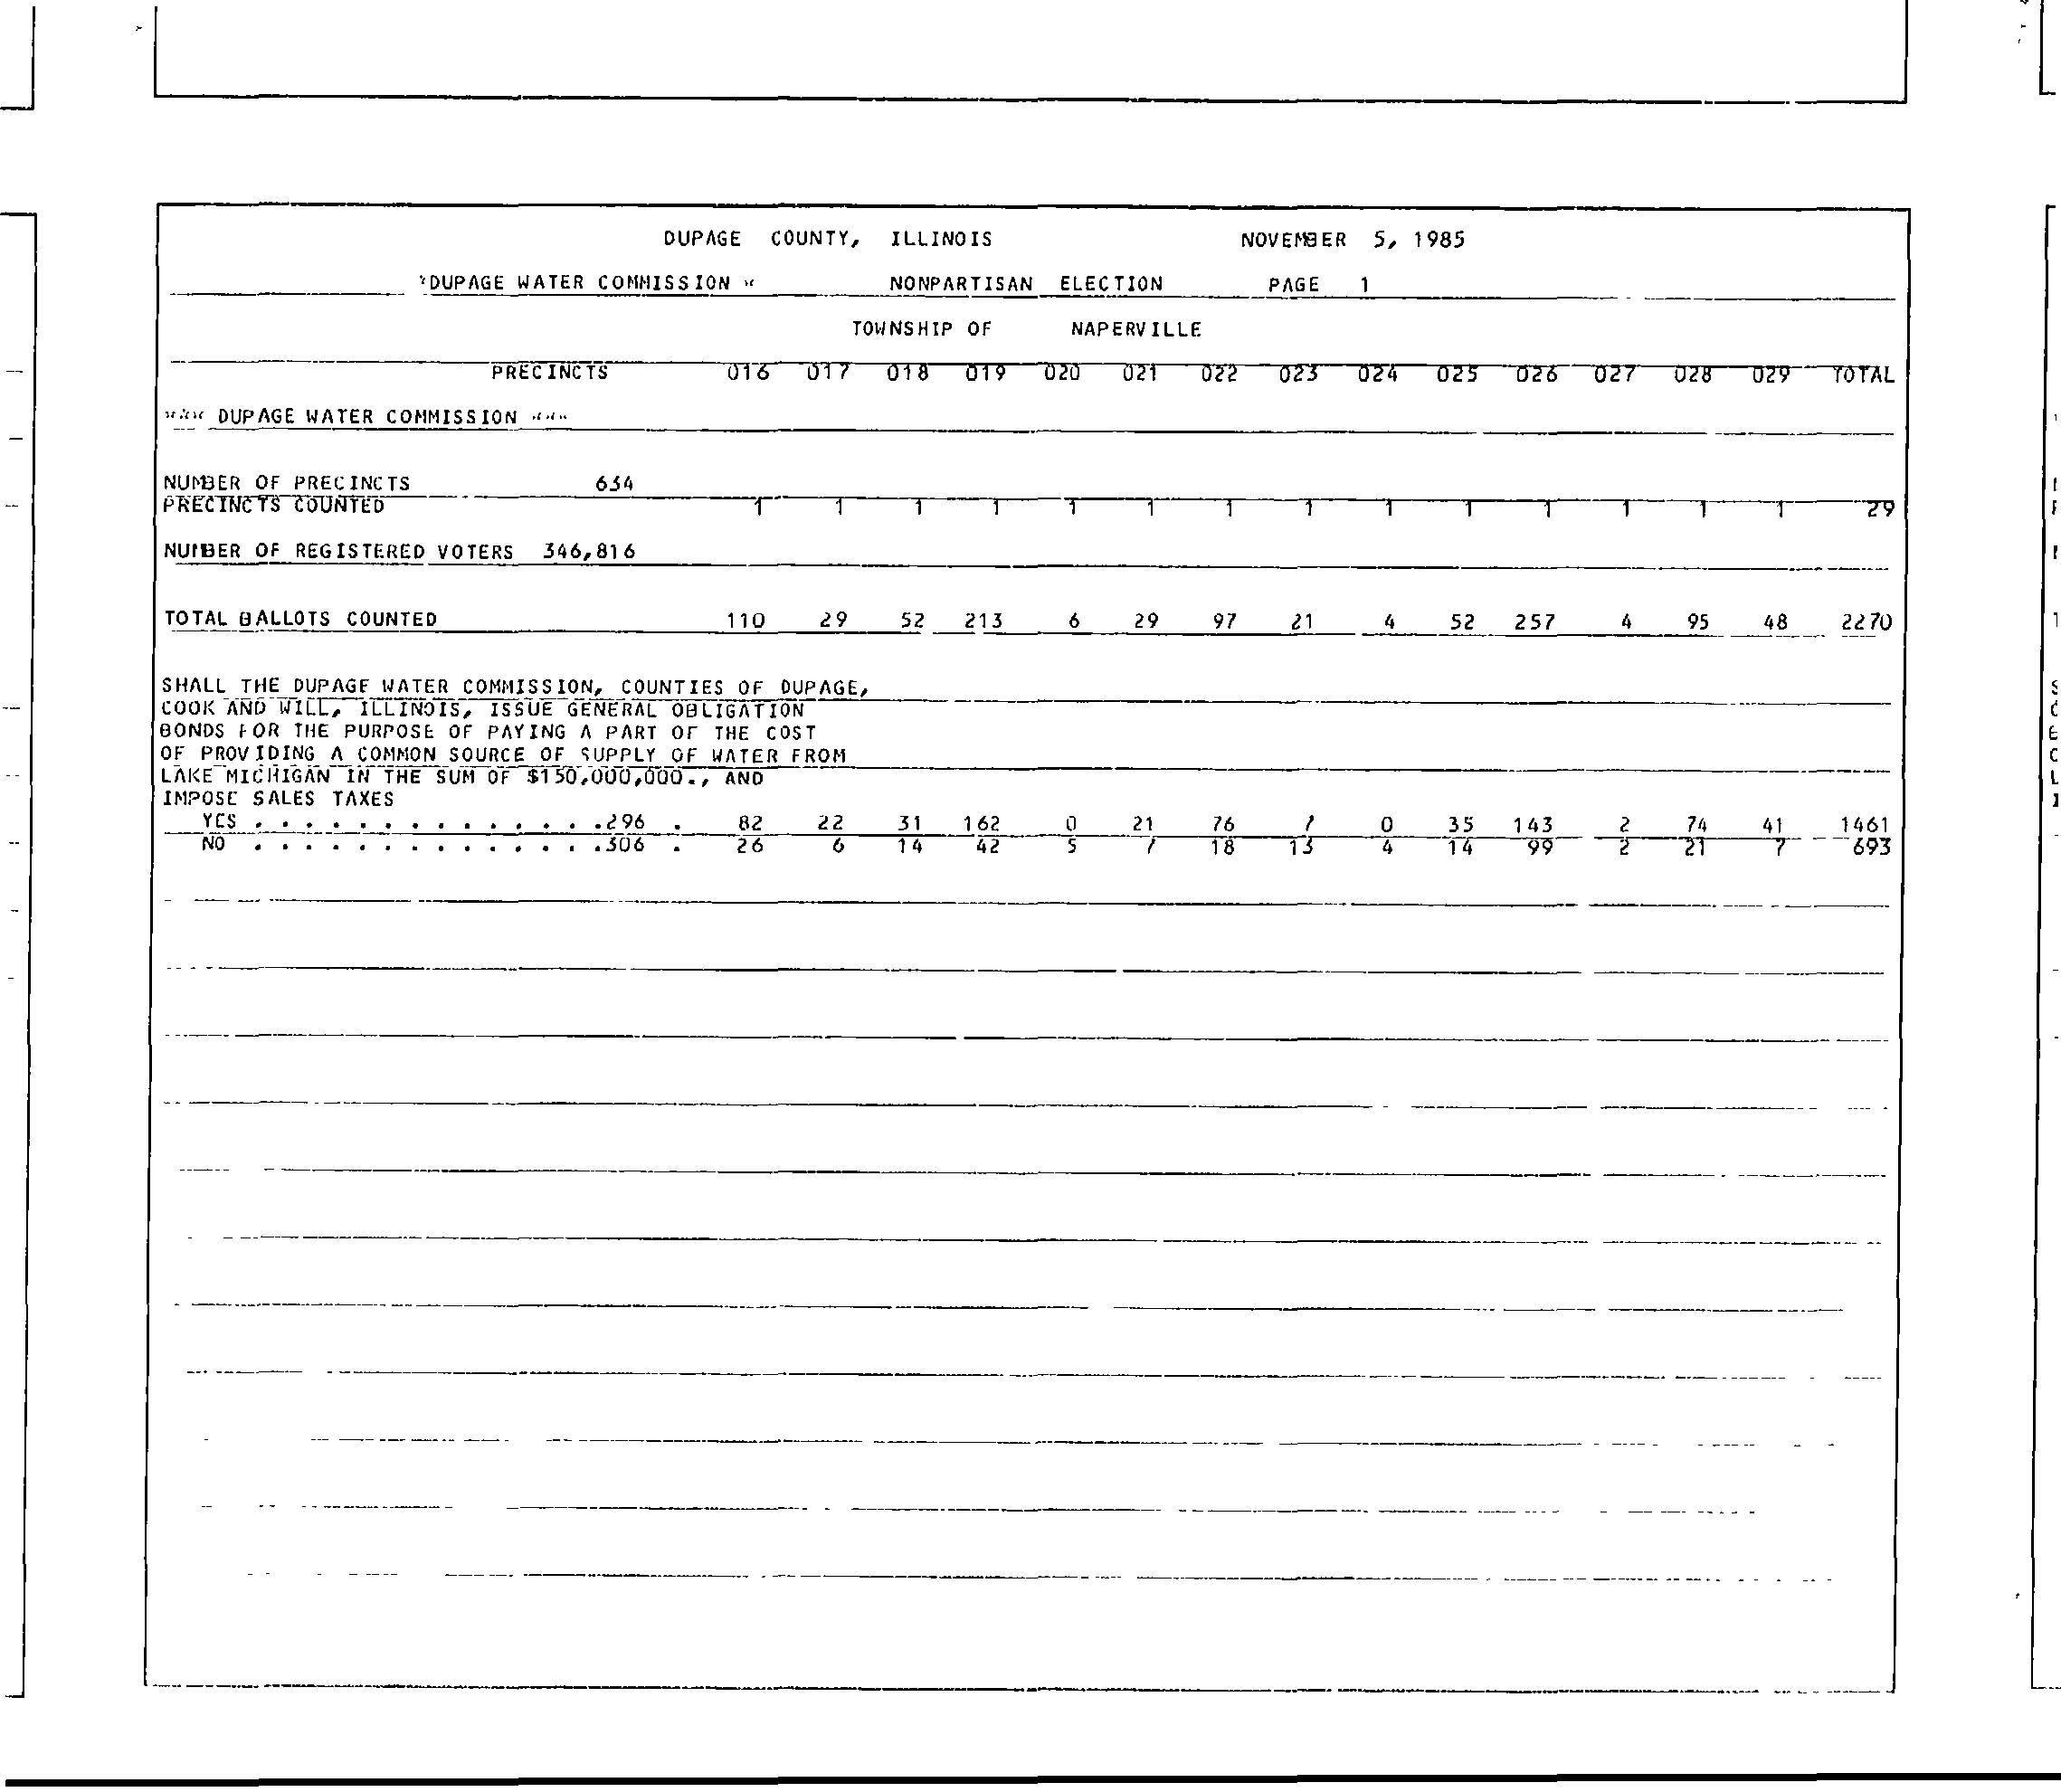 DUPAGE COUNTY, ILLINOIS NOVEMBER 5, 1985
*DUPAGE WATER COMMISSION * NONPARTISAN ELECTION PAGE 1
TOWNSHIP OF NAPERVILLE
PRECINCTS 016 017 018 019 020 021 022 023 024 025 026 027 028 029 TOTAL
*** DUPAGE WATER COMMISSION ***
NUMBER OF PRECINCTS 634
PRECINCTS COUNTED 1 1 1 1 1 1 1 1 1 1 1 1 1 1 29
NUMBER OF REGISTERED VOTERS 346,816
TOTAL BALLOTS COUNTED 110 29 52 213 6 29 97 21 4 52 257 4 95 48 2270
SHALL THE DUPAGE WATER COMMISSION, COUNTIES OF DUPAGE,
COOK AND WILL, ILLINOIS, ISSUE GENERAL OBLIGATION
BONDS FOR THE PURPOSE OF PAYING A PART OF THE COST
OF PROVIDING A COMMON SOURCE OF SUPPLY OF WATER FROM
LAKE MICHIGAN IN THE SUM OF $150,000,000., AND
IMPOSE SALES TAXES
YES . . . . . . . . . . . . . .296 . 82 22 31 162 0 21 76 7 0 35 143 2 74 41 1461
NO . . . . . . . . . . . . . .306 . 26 6 14 42 5 7 18 13 4 14 99 2 21 7 693